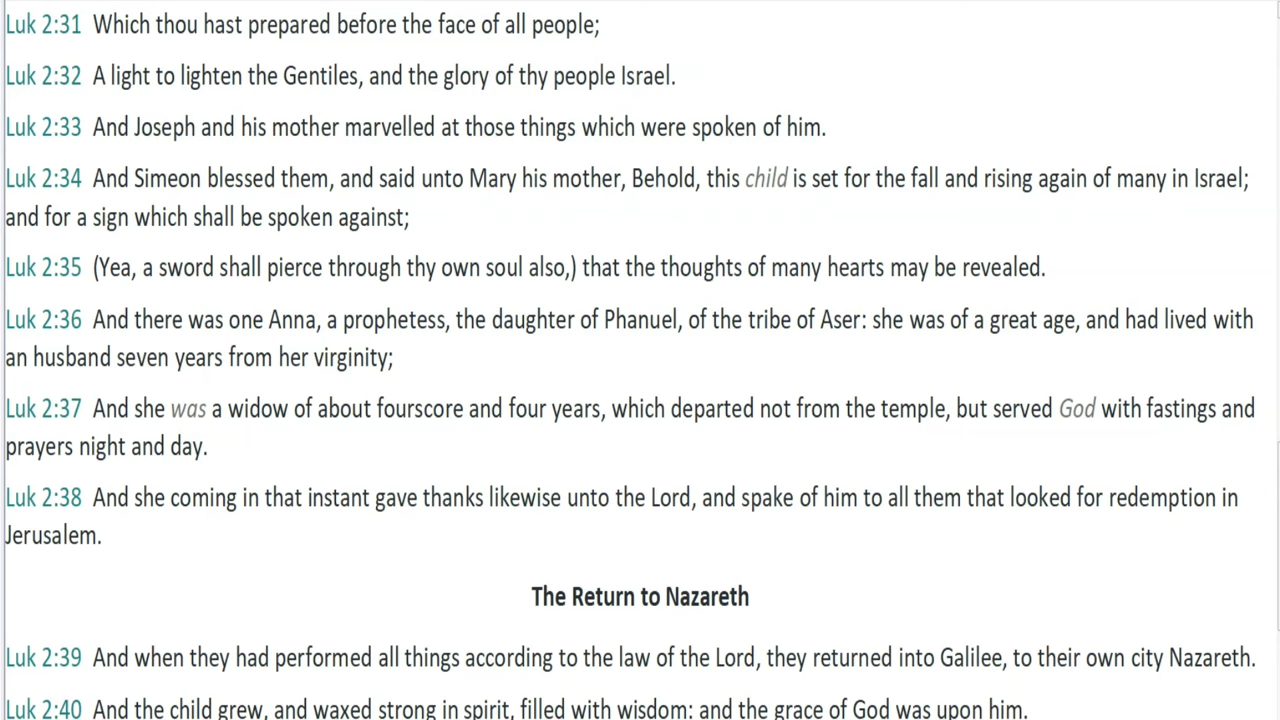 Luk 2:31 Which thou hast prepared before the face of all people;
Luk 2:32 A light to lighten the Gentiles, and the glory of thy people Israel.
Luk 2:33 And Joseph and his mother marvelled at those things which were spoken of him.
Luk 2:34 And Simeon blessed them, and said unto Mary his mother, Behold, this child is set for the fall and rising again of many in Israel;
and for a sign which shall be spoken against;
Luk 2:35 (Yea, a sword shall pierce through thy own soul also,) that the thoughts of many hearts may be revealed.
Luk 2:36 And there was one Anna, a prophetess, the daughter of Phanuel, of the tribe of Aser: she was of a great age, and had lived with
an husband seven years from her virginity;
Luk 2:37 And she was a widow of about fourscore and four years, which departed not from the temple, but served God with fastings and
prayers night and day.
Luk 2:38 And she coming in that instant gave thanks likewise unto the Lord, and spake of him to all them that looked for redemption in
Jerusalem.
The Return to Nazareth
Luk 2:39 And when they had performed all things according to the law of the Lord, they returned into Galilee, to their own city Nazareth.
Luk 2:40 And the child grew, and waxed strong in spirit, filled with wisdom: and the grace of God was upon him.